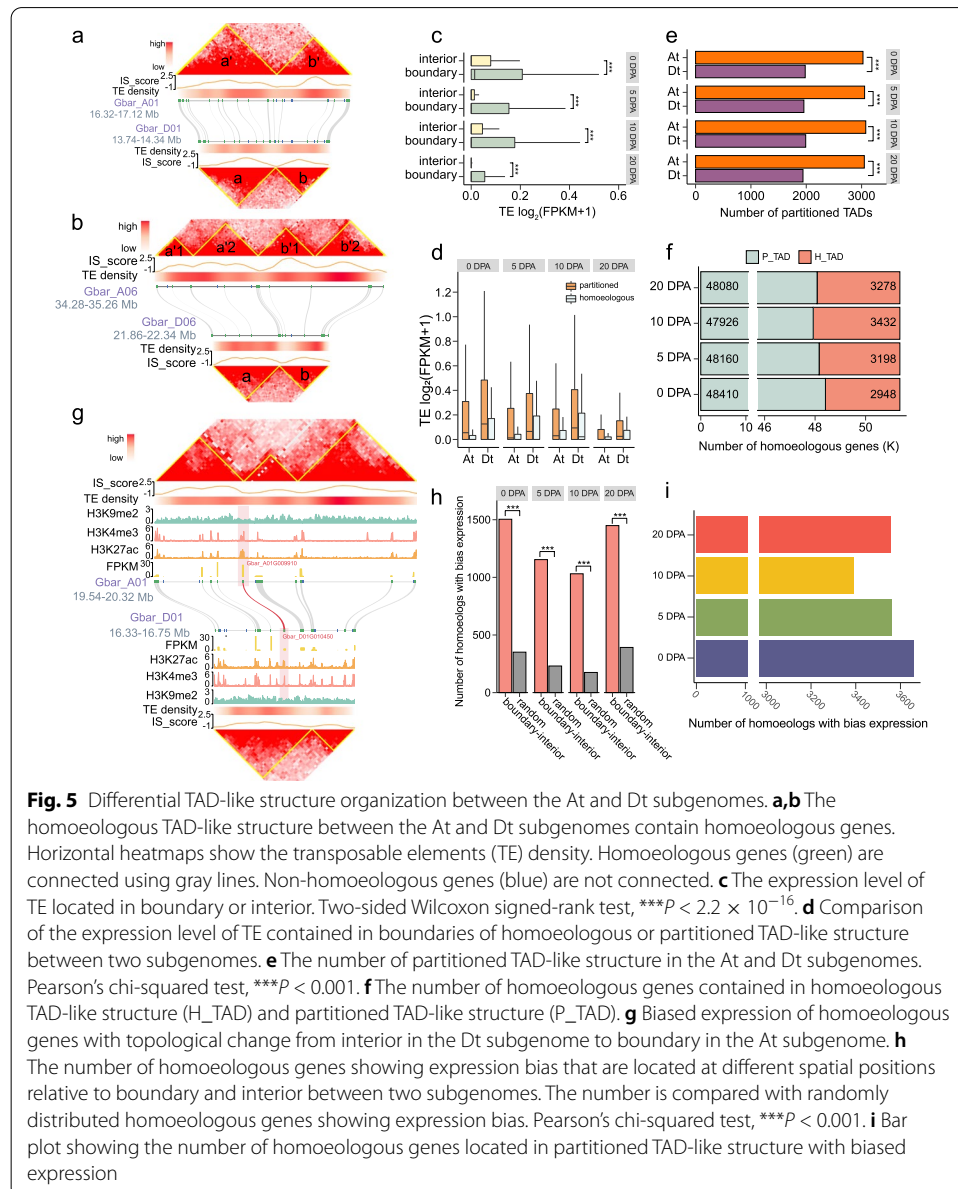 a
high
low
a'
b'
IS_score
2.5
-1
TE density
Gbar_A01
16.32-17.12 Mb
Gbar_D01
13.74-14.34 Mb
TE density
IS_score
2.5
-1
a
b
b
high
low
a'1
a'2
b'1
b'2
IS_score
2.5
-1
TE density
Gbar_A06
34.28-35.26 Mb
Gbar_D06
21.86-22.34 Mb
TE density
IS_score
2.5
-1
a
b
c
interior
boundary
***
0 DPA
interior
boundary
***
5 DPA
interior
boundary
***
10 DPA
interior
boundary
***
20 DPA
0.0
0.2
0.4
0.6
TE log2(FPKM+1)
d
0 DPA
5 DPA
10 DPA
20 DPA
partitioned
homoeologous
TE log2(FPKM+1)
1.2
1.0
0.8
0.6
0.4
0.2
0.0
At Dt At Dt At Dt At Dt
e
At
Dt
***
0 DPA
At
Dt
***
5 DPA
At
Dt
***
10 DPA
At
Dt
***
20 DPA
0
1000
2000
3000
Number of partitioned TADs
f
P_TAD
H_TAD
20 DPA
48080
3278
10 DPA
47926
3432
5 DPA
48160
3198
0 DPA
48410
2948
0
10
46
48
50
Number of homoeologous genes (K)
g
high
low
IS_score
2.5
-1
TE density
H3K9me2
3
0
H3K4me3
6
0
H3K27ac
6
0
FPKM
30
0
Gbar_A01G009910
Gbar_A01
19.54-20.32 Mb
Gbar_D01
16.33-16.75 Mb
Gbar_D01G010450
FPKM
30
0
H3K27ac
6
0
H3K4me3
6
0
H3K9me2
3
0
TE density
IS_score
2.5
-1
h
0 DPA
5 DPA
10 DPA
20 DPA
***
***
***
***
Number of homoeologs with bias expression
1500
1000
500
0
boundary-interior
random
boundary-interior
random
boundary-interior
random
boundary-interior
random
i
20 DPA
10 DPA
5 DPA
0 DPA
0
1000
3000
3200
3400
3600
Number of homoeologs with bias expression
Fig. 5 Differential TAD-like structure organization between the At and Dt subgenomes. a,b The
homoeologous TAD-like structure between the At and Dt subgenomes contain homoeologous genes.
Horizontal heatmaps show the transposable elements (TE) density. Homoeologous genes (green) are
connected using gray lines. Non-homoeologous genes (blue) are not connected. c The expression level of
TE located in boundary or interior. Two-sided Wilcoxon signed-rank test, ***P < 2.2 × 10−16. d Comparison
of the expression level of TE contained in boundaries of homoeologous or partitioned TAD-like structure
between two subgenomes. e The number of partitioned TAD-like structure in the At and Dt subgenomes.
Pearson's chi-squared test, ***P < 0.001. f The number of homoeologous genes contained in homoeologous
TAD-like structure (H_TAD) and partitioned TAD-like structure (P_TAD). g Biased expression of homoeologous
genes with topological change from interior in the Dt subgenome to boundary in the At subgenome. h
The number of homoeologous genes showing expression bias that are located at different spatial positions
relative to boundary and interior between two subgenomes. The number is compared with randomly
distributed homoeologous genes showing expression bias. Pearson's chi-squared test, ***P < 0.001. i Bar
plot showing the number of homoeologous genes located in partitioned TAD-like structure with biased
expression